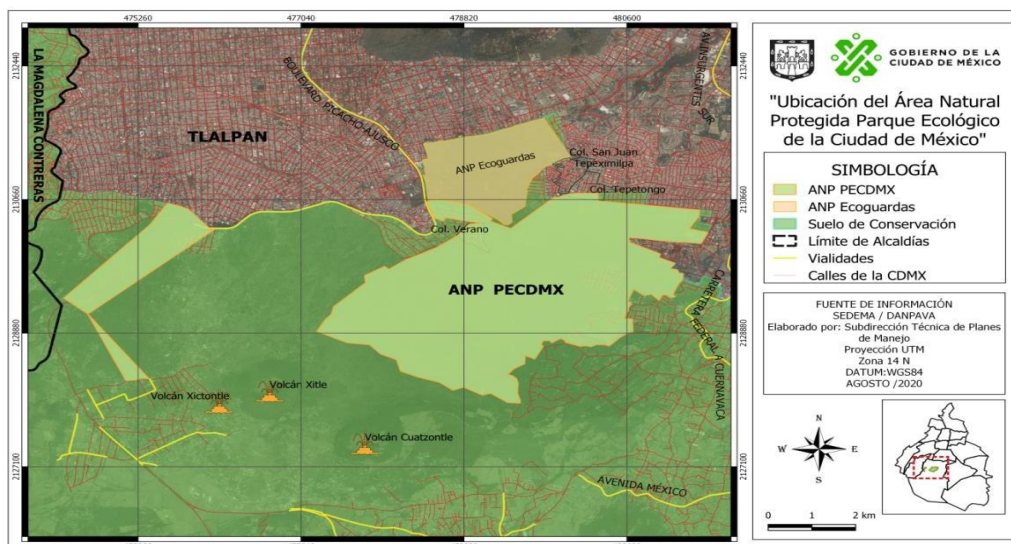 475260 477040 478820 480600
2132440 2132440
LA MAGDALENA CONTRERAS
BOULEVARD PICACHO-AJUSCO
AV INSURGENTES SUR
TLALPAN
ANP Ecoguardas
Col. San Juan
Tepeximilpa
Col. Tepetongo
2130660 2130660
Col. Verano
ANP PECDMX
CARRETERA FEDERAL A CUERNAVACA
2128880 2128880
Volcán Xitle
Volcán Xictontle
Volcán Cuatzontle
2127100 2127100
AVENIDA MÉXICO
GOBIERNO DE LA
CIUDAD DE MÉXICO
"Ubicación del Área Natural
Protegida Parque Ecológico
de la Ciudad de México"
SIMBOLOGÍA
ANP PECDMX
ANP Ecoguardas
Suelo de Conservación
Límite de Alcaldías
Vialidades
Calles de la CDMX
FUENTE DE INFORMACIÓN
SEDEMA / DANPAVA
Elaborado por: Subdirección Técnica de Planes
de Manejo
Proyección UTM
Zona 14 N
DATUM:WGS84
AGOSTO /2020
N
W E
S
0 1 2 km